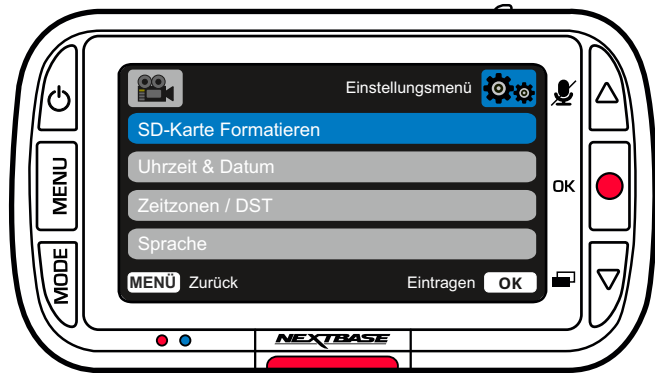 Einstellungsmenü
SD-Karte Formatieren
MENU
Uhrzeit & Datum
OK
Zeitzonen / DST
MODE
Sprache
MENÜ Zurück Eintragen OK
NEXTBASE